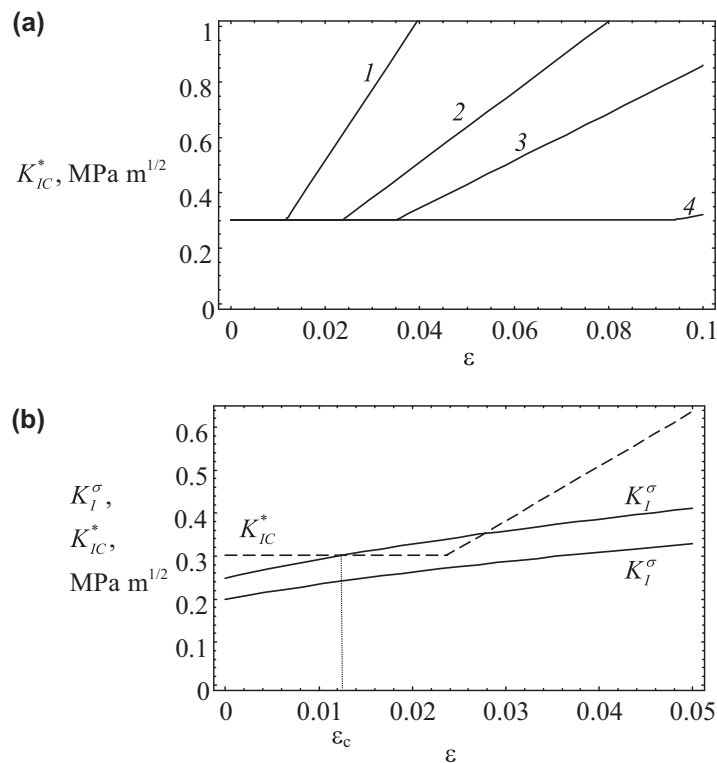 (a)
1
0.8
0.6
0.4
0.2
0
K*IC, MPa m1/2
1
2
3
4
0 0.02 0.04 0.06 0.08 0.1
ε
(b)
0.6
0.5
0.4
0.3
0.2
0.1
0
KσI,
K*IC,
MPa m1/2
K*IC
KσI
KσI
0 0.01 0.02 0.03 0.04 0.05
εc ε